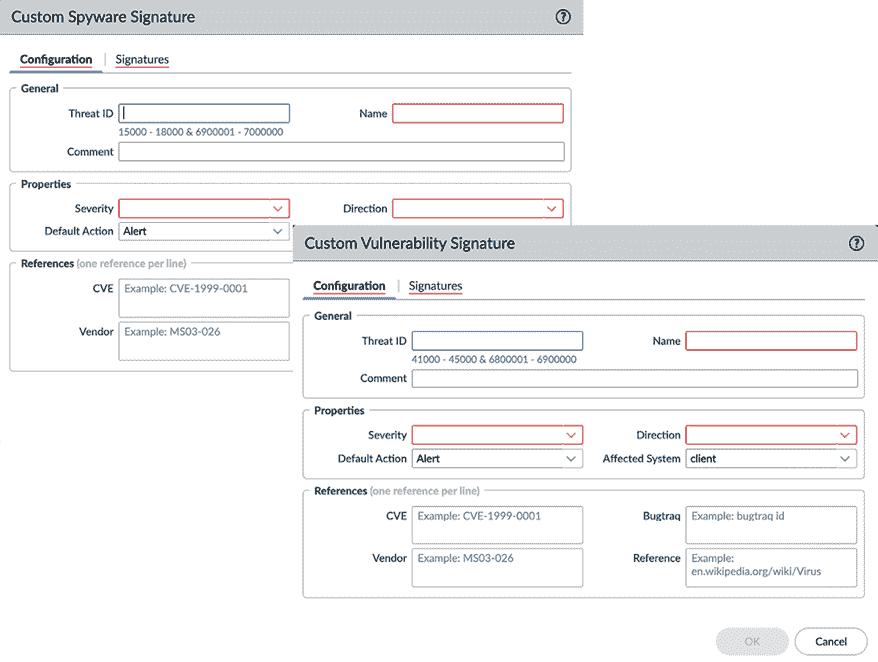 Custom Spyware Signature
?
Configuration
Signatures
General
Threat ID
15000 - 18000 & 6900001 - 7000000
Name
Comment
Properties
Severity
Direction
Default Action Alert
References (one reference per line)
CVE Example: CVE-1999-0001
Vendor Example: MS03-026
Custom Vulnerability Signature
?
Configuration
Signatures
General
Threat ID
41000 - 45000 & 6800001 - 6900000
Name
Comment
Properties
Severity
Direction
Default Action Alert
Affected System client
References (one reference per line)
CVE Example: CVE-1999-0001
Bugtraq Example: bugtraq id
Vendor Example: MS03-026
Reference Example:
en.wikipedia.org/wiki/Virus
OK
Cancel